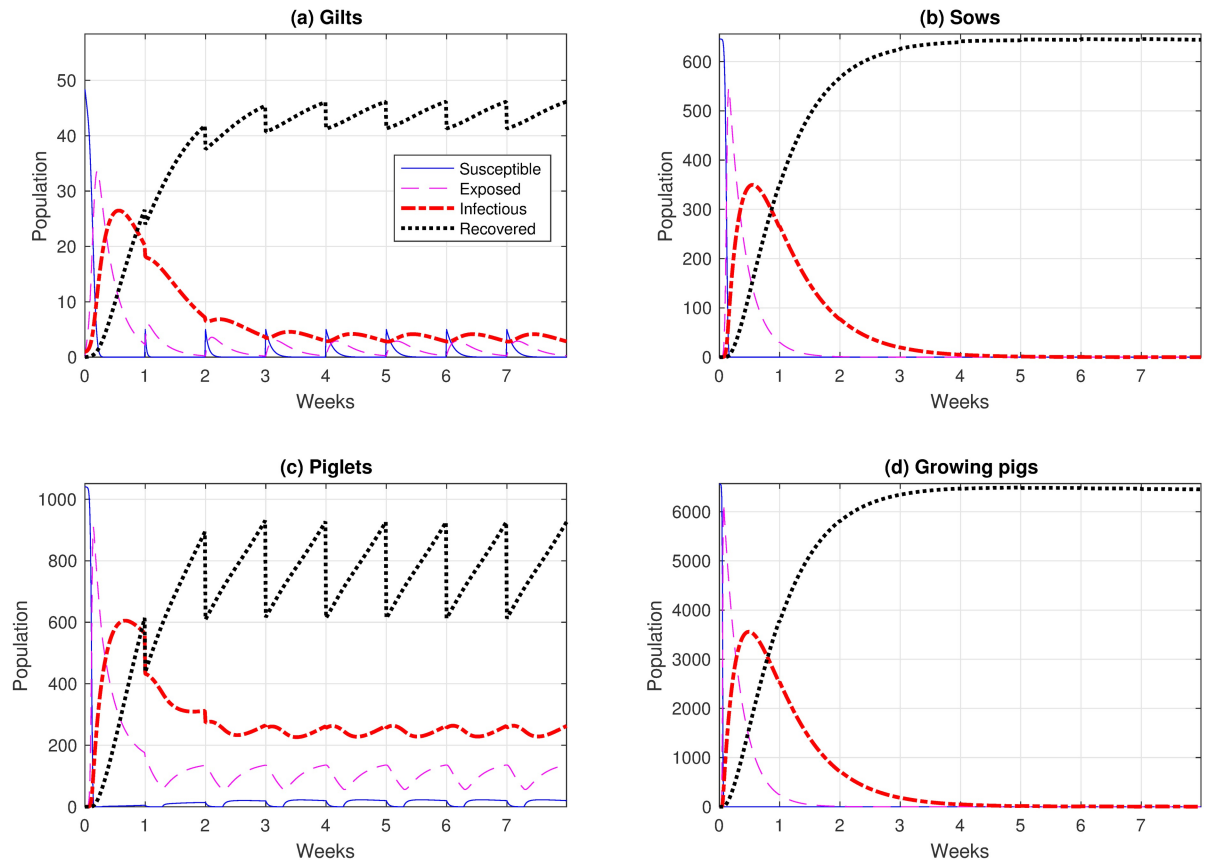 (a) Gilts
Population
50
40
30
20
10
0
0 1 2 3 4 5 6 7
Weeks
Susceptible
Exposed
Infectious
Recovered
(b) Sows
Population
600
500
400
300
200
100
0
0 1 2 3 4 5 6 7
Weeks
(c) Piglets
Population
1000
800
600
400
200
0
0 1 2 3 4 5 6 7
Weeks
(d) Growing pigs
Population
6000
5000
4000
3000
2000
1000
0
0 1 2 3 4 5 6 7
Weeks